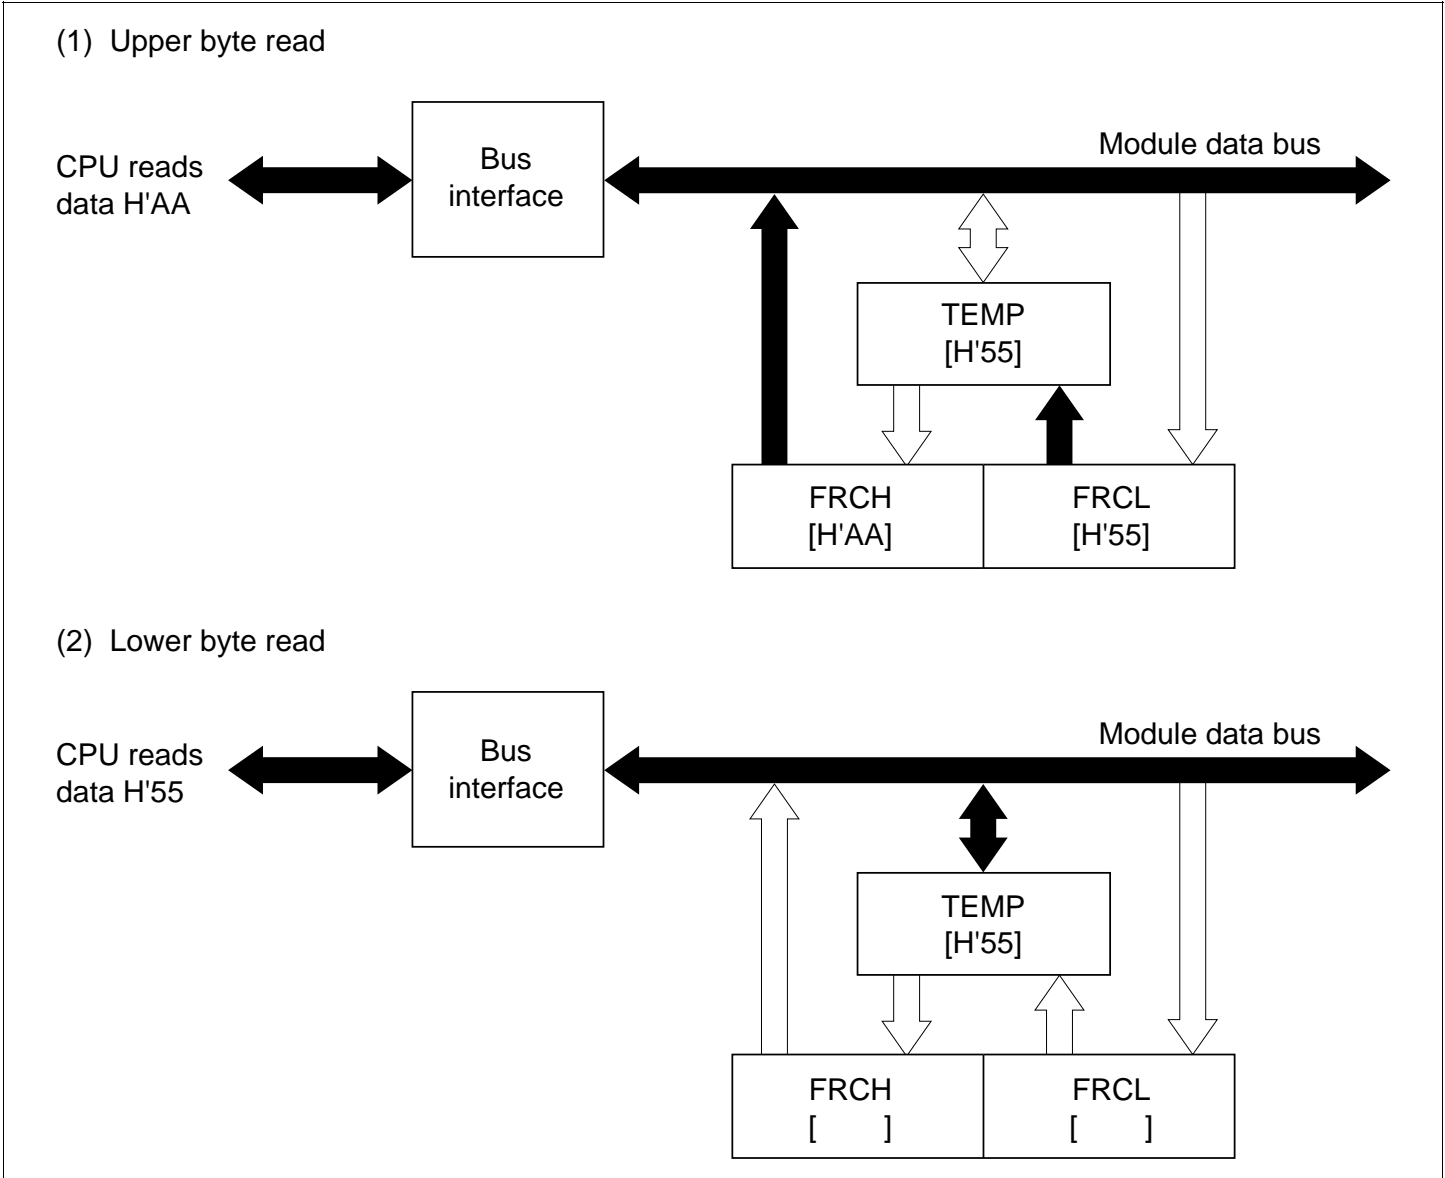 (1) Upper byte read
CPU reads
data H'AA
Bus
interface
Module data bus
TEMP
[H'55]
FRCH
[H'AA]
FRCL
[H'55]
(2) Lower byte read
CPU reads
data H'55
Bus
interface
Module data bus
TEMP
[H'55]
FRCH
[ ]
FRCL
[ ]